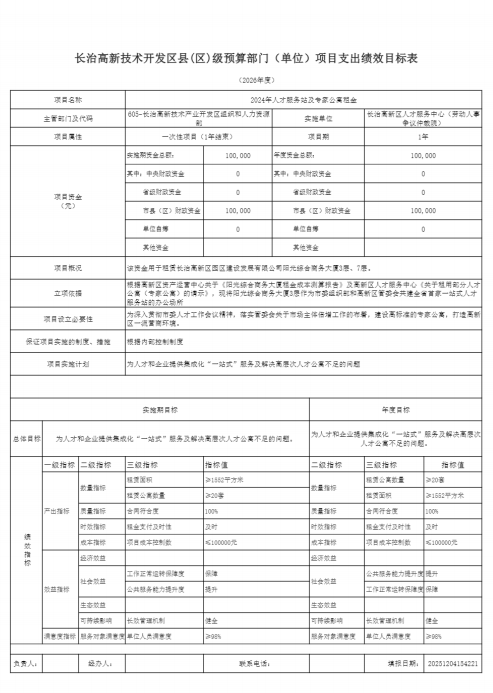 长治高新技术开发区县(区)级预算部门（单位）项目支出绩效目标表
（2026年度）
项目名称 2024年人才服务站及专家公寓租金
主管部门及代码 605-长治高新技术产业开发区组织和人力资源部 实施单位 长治高新区人才服务中心（劳动人事争议仲裁院）
项目属性 一次性项目（1年结束） 项目期 1年
项目资金（元） 实施期资金总额： 100,000 年度资金总额： 100,000
其中：中央财政资金 0 其中：中央财政资金 0
省级财政资金 0 省级财政资金 0
市县（区）财政资金 100,000 市县（区）财政资金 100,000
单位自筹 0 单位自筹 0
其他资金 其他资金
项目概况 该资金用于租赁长治高新区园区建设发展有限公司阳光综合商务大厦3层、7层。
立项依据 根据高新区资产运营中心关于《阳光综合商务大厦租金成本测算报告》及高新区人才服务中心《关于租用部分人才公寓（专家公寓）的请示》，现将阳光综合商务大厦3层作为市委组织部和高新区管委会共建全省首家一站式人才服务站的办公场所
项目设立必要性 为深入贯彻市委人才工作会议精神，落实管委会关于市场主体倍增工作的布署，建设高标准的专家公寓，打造高新区一流营商环境。
保证项目实施的制度、措施 根据内部控制制度
项目实施计划 为人才和企业提供集成化“一站式”服务及解决高层次人才公寓不足的问题
实施期目标 年度目标
总体目标 为人才和企业提供集成化“一站式”服务及解决高层次人才公寓不足的问题。 为人才和企业提供集成化“一站式”服务及解决高层次人才公寓不足的问题。
绩效指标 一级指标 二级指标 三级指标 指标值 二级指标 三级指标 指标值
产出指标 数量指标 租赁面积 ≥1552平方米 数量指标 租赁公寓数量 ≥20套
租赁公寓数量 ≥20套 租赁面积 ≥1552平方米
质量指标 合同符合度 100% 质量指标 合同符合度 100%
时效指标 租金支付及时性 及时 时效指标 租金支付及时性 及时
成本指标 项目成本控制数 ≤100000元 成本指标 项目成本控制数 ≤100000元
效益指标 经济效益 经济效益
社会效益 工作正常运转保障度 保障 社会效益 公共服务能力提升度 提升
公共服务能力提升度 提升 工作正常运转保障度 保障
生态效益 生态效益
可持续影响 长效管理机制 健全 可持续影响 长效管理机制 健全
满意度指标 服务对象满意度 单位人员满意度 ≥98% 服务对象满意度 单位人员满意度 ≥98%
负责人： 经办人： 联系电话： 填报日期： 20251204154221